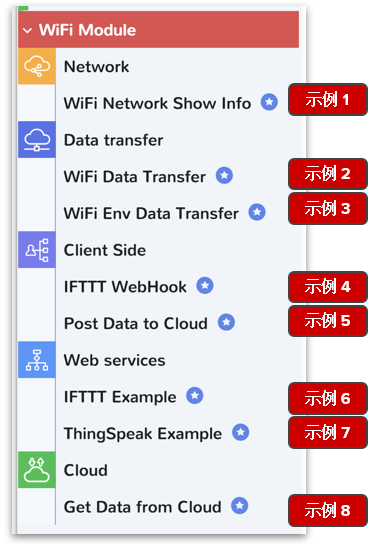 WiFi Module
Network
WiFi Network Show Info 示例 1
Data transfer
WiFi Data Transfer 示例 2
WiFi Env Data Transfer 示例 3
Client Side
IFTTT WebHook 示例 4
Post Data to Cloud 示例 5
Web services
IFTTT Example 示例 6
ThingSpeak Example 示例 7
Cloud
Get Data from Cloud 示例 8